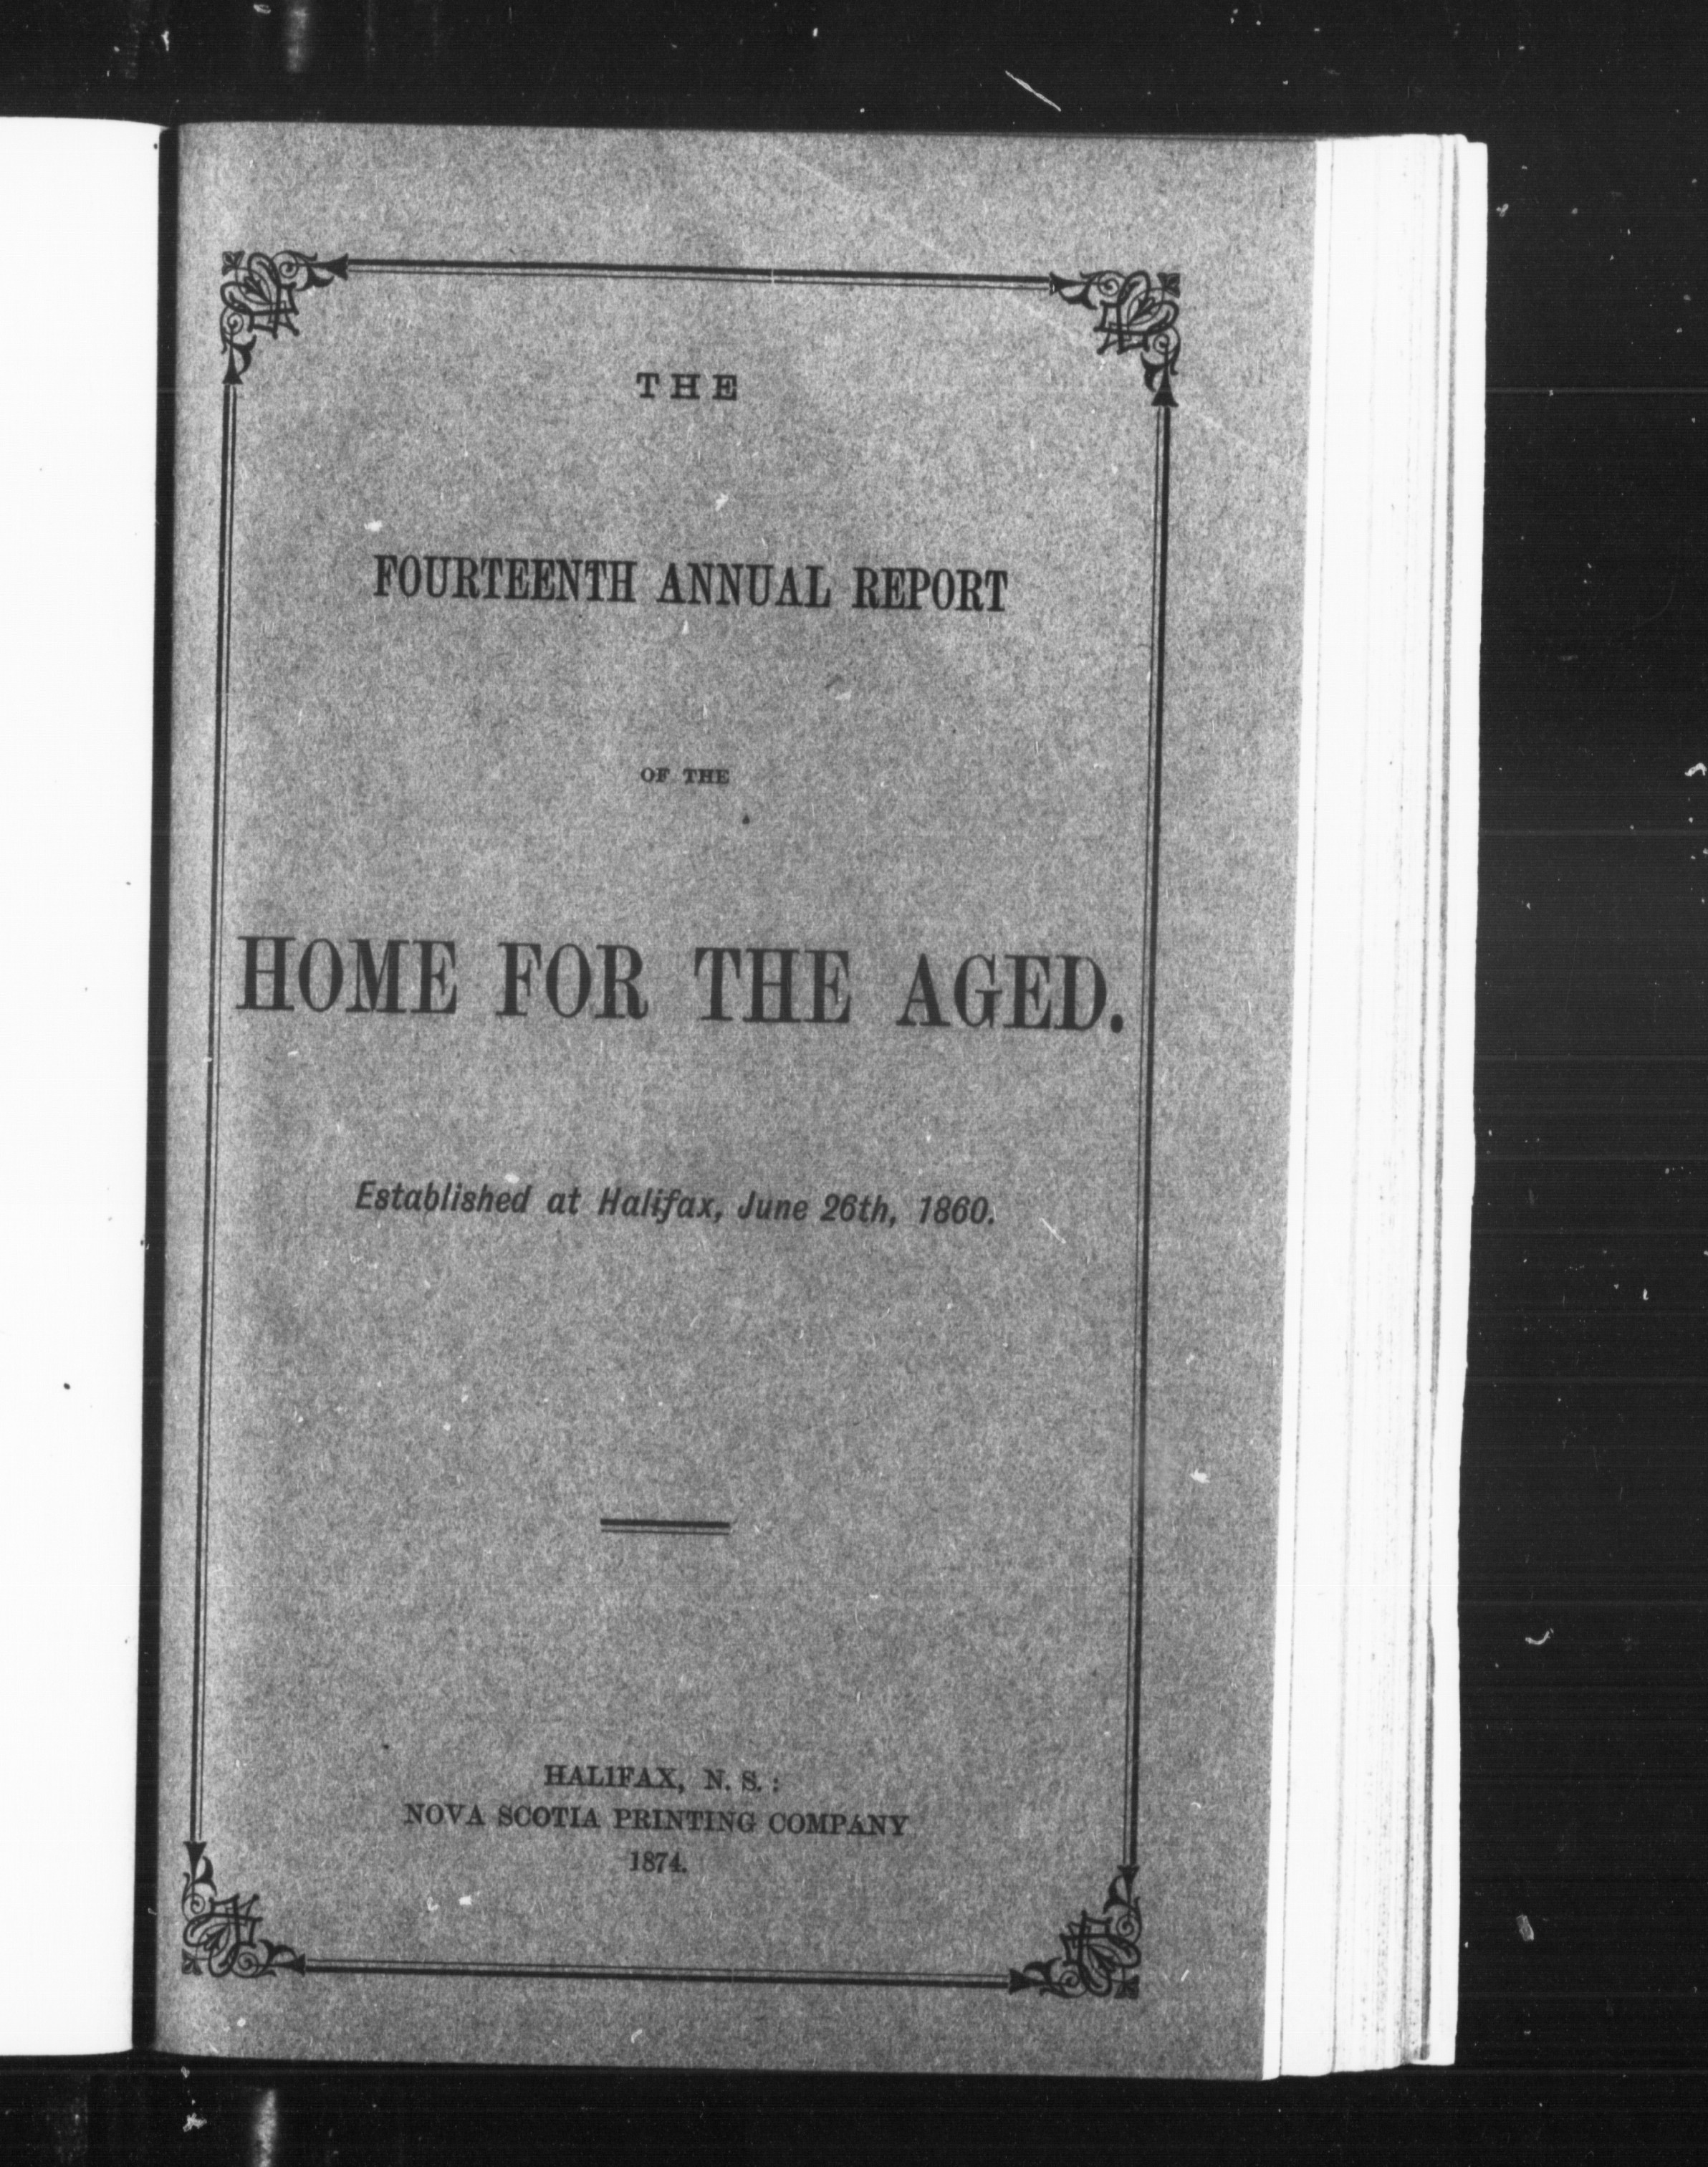 THE
FOURTEENTH ANNUAL REPORT
OF THE
HOME FOR THE AGED.
Established at Halifax, June 26th, 1860.
HALIFAX, N. S. :
NOVA SCOTIA PRINTING COMPANY
1874.